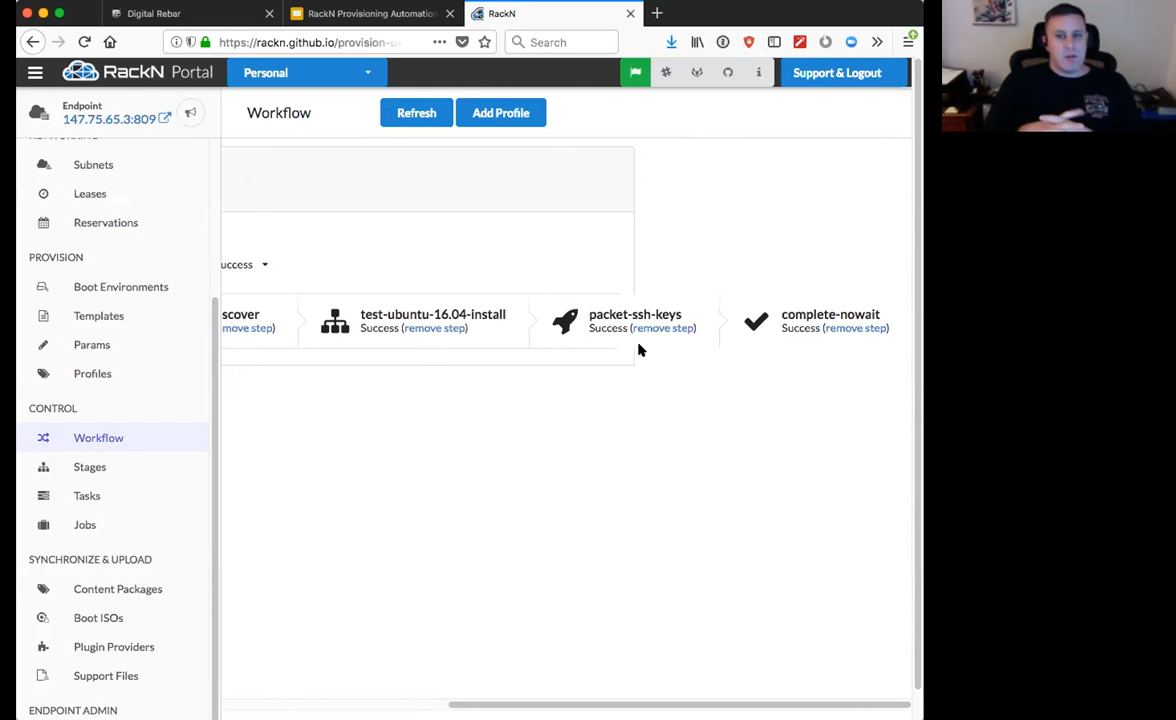 Digital Rebar
RackN Provisioning Automation
RackN
https://rackn.github.io/provision-u
Search
RackN Portal
Personal
Support & Logout
Endpoint
147.75.65.3:809
Workflow
Refresh
Add Profile
NETWORKING
Subnets
Leases
Reservations
PROVISION
Boot Environments
Templates
Params
Profiles
CONTROL
Workflow
Stages
Tasks
Jobs
SYNCHRONIZE & UPLOAD
Content Packages
Boot ISOs
Plugin Providers
Support Files
ENDPOINT ADMIN
uccess
scover
move step)
test-ubuntu-16.04-install
Success (remove step)
packet-ssh-keys
Success (remove step)
complete-nowait
Success (remove step)